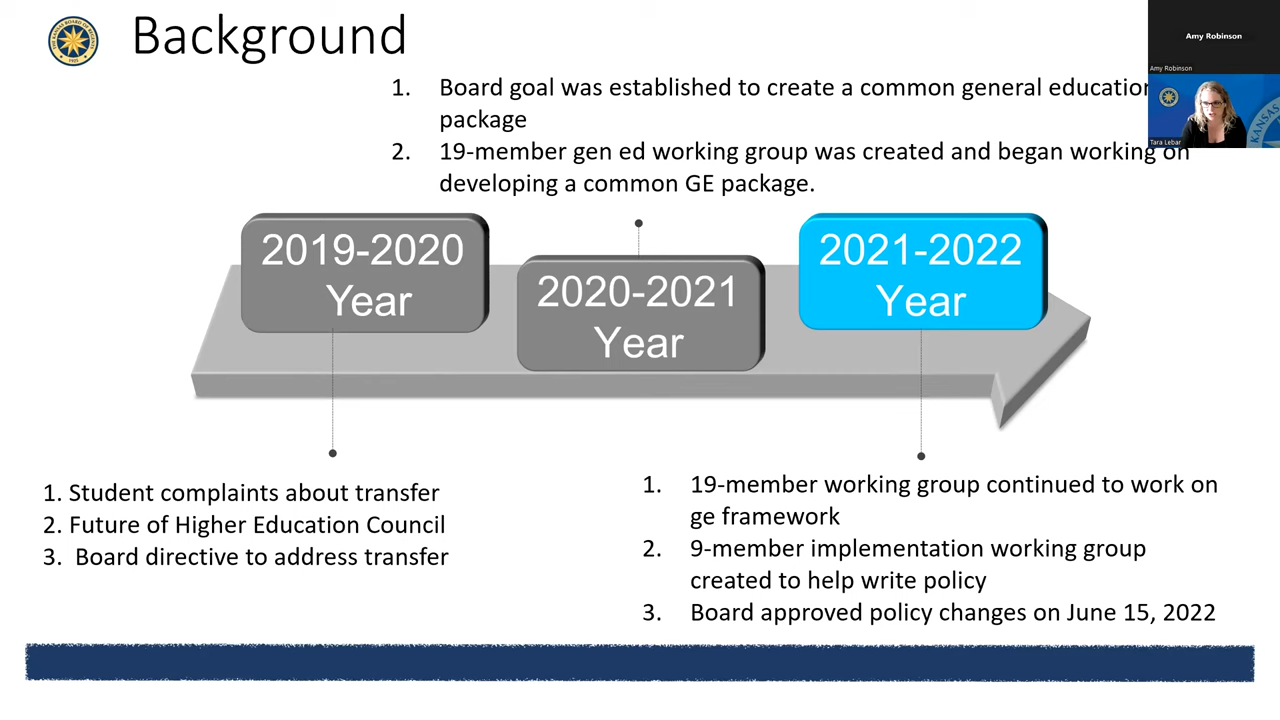 Background
1. Board goal was established to create a common general education
package
2. 19-member gen ed working group was created and began working on
developing a common GE package.
Amy Robinson
Amy Robinson
Tara Lebar
KANSAS
2019-2020
Year
2020-2021
Year
2021-2022
Year
1. Student complaints about transfer
2. Future of Higher Education Council
3. Board directive to address transfer
1. 19-member working group continued to work on
ge framework
2. 9-member implementation working group
created to help write policy
3. Board approved policy changes on June 15, 2022